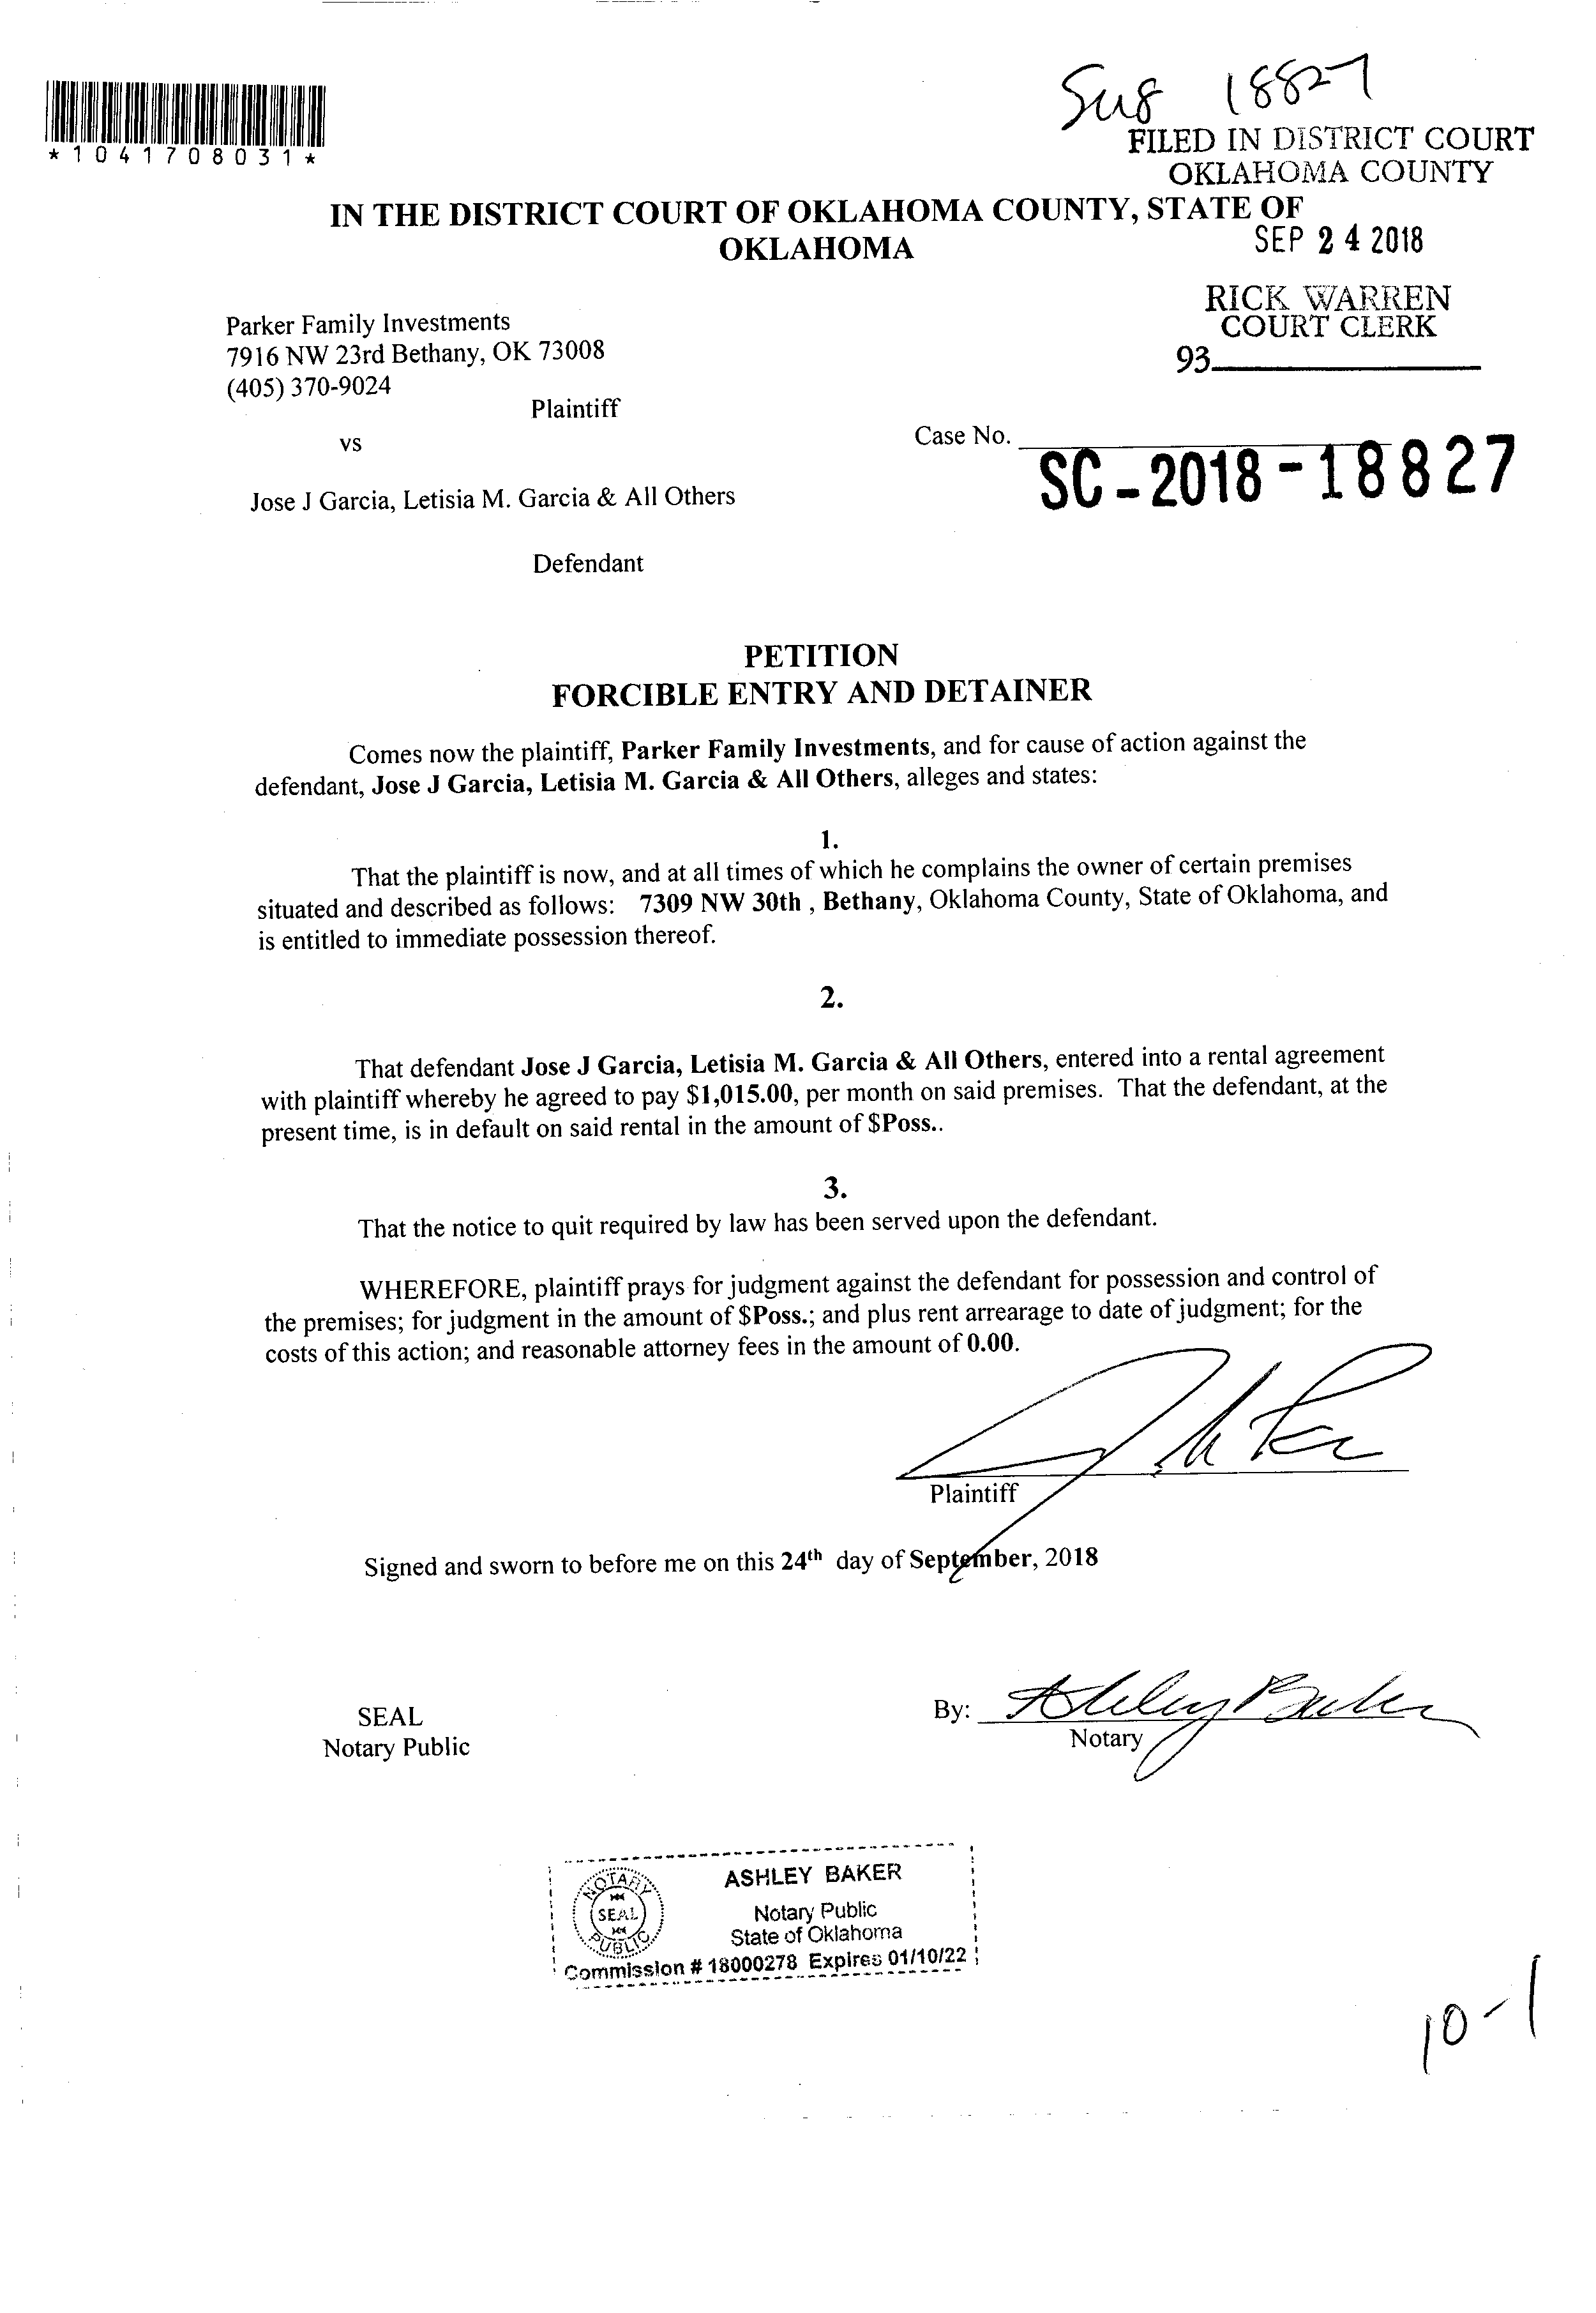 Sus 18827
*1041708031*
FILED IN DISTRICT COURT
OKLAHOMA COUNTY
IN THE DISTRICT COURT OF OKLAHOMA COUNTY, STATE OF
OKLAHOMA
SEP 24 2018
RICK WARREN
COURT CLERK
93
Parker Family Investments
7916 NW 23rd Bethany, OK 73008
(405) 370-9024
Plaintiff
vs
Case No.
SC-2018-18827
Jose J Garcia, Letisia M. Garcia & All Others
Defendant
PETITION
FORCIBLE ENTRY AND DETAINER
Comes now the plaintiff, Parker Family Investments, and for cause of action against the
defendant, Jose J Garcia, Letisia M. Garcia & All Others, alleges and states:
1.
That the plaintiff is now, and at all times of which he complains the owner of certain premises
situated and described as follows: 7309 NW 30th , Bethany, Oklahoma County, State of Oklahoma, and
is entitled to immediate possession thereof.
2.
That defendant Jose J Garcia, Letisia M. Garcia & All Others, entered into a rental agreement
with plaintiff whereby he agreed to pay $1,015.00, per month on said premises. That the defendant, at the
present time, is in default on said rental in the amount of $Poss..
3.
That the notice to quit required by law has been served upon the defendant.
WHEREFORE, plaintiff prays for judgment against the defendant for possession and control of
the premises; for judgment in the amount of $Poss.; and plus rent arrearage to date of judgment; for the
costs of this action; and reasonable attorney fees in the amount of 0.00.
Plaintiff
Signed and sworn to before me on this 24th day of September, 2018
SEAL
Notary Public
By: Ashley Baker
Notary
NOTARY
SEAL
PUBLIC
ASHLEY BAKER
Notary Public
State of Oklahoma
Commission # 18000278 Expires 01/10/22
10-1